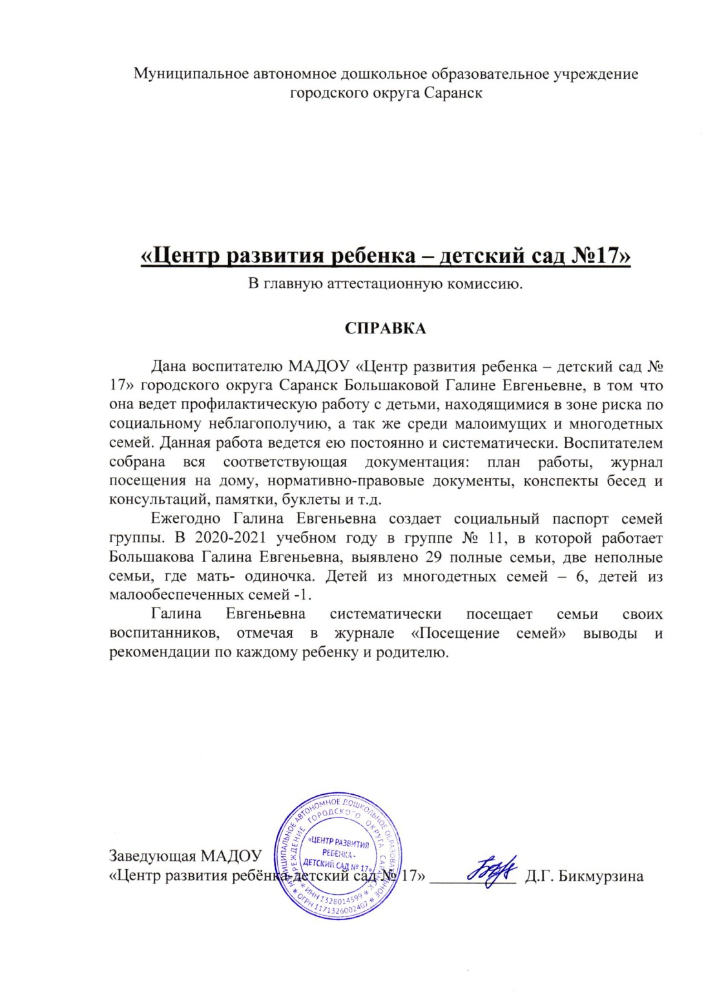 Муниципальное автономное дошкольное образовательное учреждение
городского округа Саранск
«Центр развития ребенка – детский сад №17»
В главную аттестационную комиссию.
СПРАВКА
Дана воспитателю МАДОУ «Центр развития ребенка – детский сад №
17» городского округа Саранск Большаковой Галине Евгеньевне, в том что
она ведет профилактическую работу с детьми, находящимися в зоне риска по
социальному неблагополучию, а так же среди малоимущих и многодетных
семей. Данная работа ведется ею постоянно и систематически. Воспитателем
собрана вся соответствующая документация: план работы, журнал
посещения на дому, нормативно-правовые документы, конспекты бесед и
консультаций, памятки, буклеты и т.д.
Ежегодно Галина Евгеньевна создает социальный паспорт семей
группы. В 2020-2021 учебном году в группе № 11, в которой работает
Большакова Галина Евгеньевна, выявлено 29 полные семьи, две неполные
семьи, где мать- одиночка. Детей из многодетных семей – 6, детей из
малообеспеченных семей -1.
Галина Евгеньевна систематически посещает семьи своих
воспитанников, отмечая в журнале «Посещение семей» выводы и
рекомендации по каждому ребенку и родителю.
Заведующая МАДОУ
«Центр развития ребёнка-детский сад № 17» ___________ Д.Г. Бикмурзина
МУНИЦИПАЛЬНОЕ АВТОНОМНОЕ ДОШКОЛЬНОЕ ОБРАЗОВАТЕЛЬНОЕ
УЧРЕЖДЕНИЕ ГОРОДСКОГО ОКРУГА САРАНСК
«ЦЕНТР РАЗВИТИЯ
РЕБЕНКА -
ДЕТСКИЙ САД № 17»
* ИНН 1328014599 *
* ОГРН 1171326002407 *